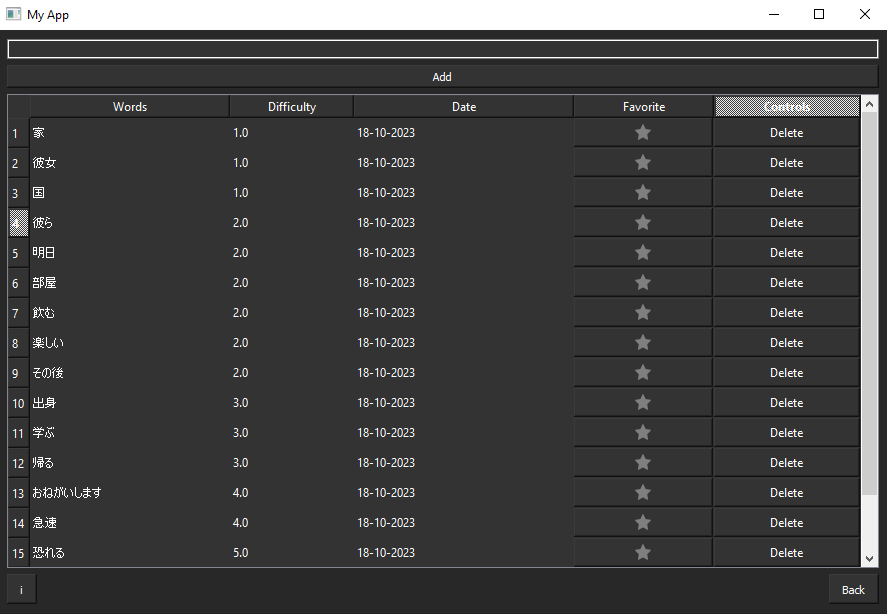 My App
Add
Words Difficulty Date Favorite Controls
1 家 1.0 18-10-2023 Delete
2 彼女 1.0 18-10-2023 Delete
3 国 1.0 18-10-2023 Delete
4 彼ら 2.0 18-10-2023 Delete
5 明日 2.0 18-10-2023 Delete
6 部屋 2.0 18-10-2023 Delete
7 飲む 2.0 18-10-2023 Delete
8 楽しい 2.0 18-10-2023 Delete
9 その後 2.0 18-10-2023 Delete
10 出身 3.0 18-10-2023 Delete
11 学ぶ 3.0 18-10-2023 Delete
12 帰る 3.0 18-10-2023 Delete
13 おねがいします 4.0 18-10-2023 Delete
14 急速 4.0 18-10-2023 Delete
15 恐れる 5.0 18-10-2023 Delete
i Back